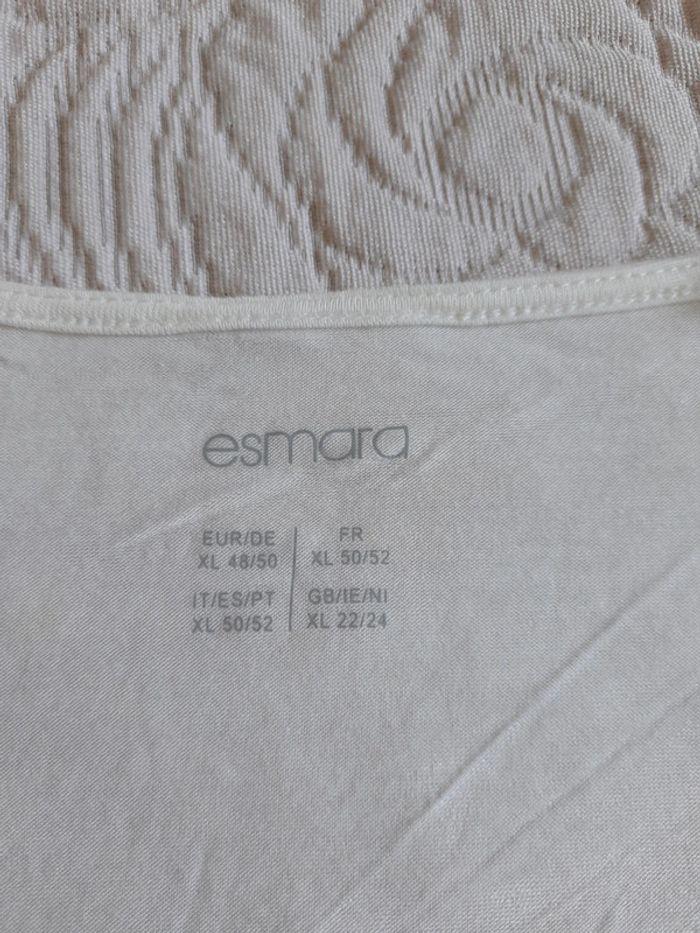 esmara
EUR/DE
XL 48/50
FR
XL 50/52
IT/ES/PT
XL 50/52
GB/IE/NI
XL 22/24